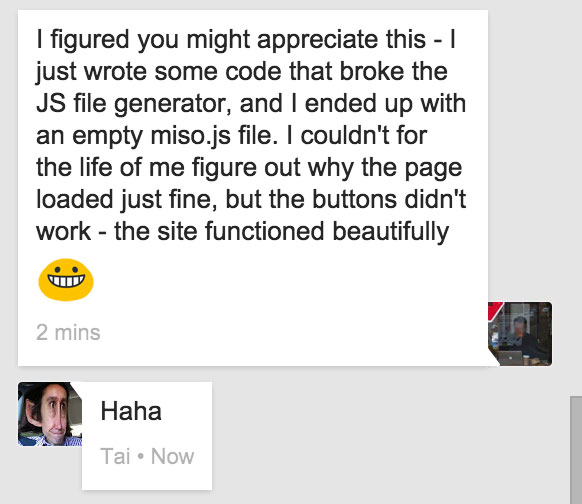 I figured you might appreciate this - I
just wrote some code that broke the
JS file generator, and I ended up with
an empty miso.js file. I couldn't for
the life of me figure out why the page
loaded just fine, but the buttons didn't
work - the site functioned beautifully
2 mins
Haha
Tai • Now